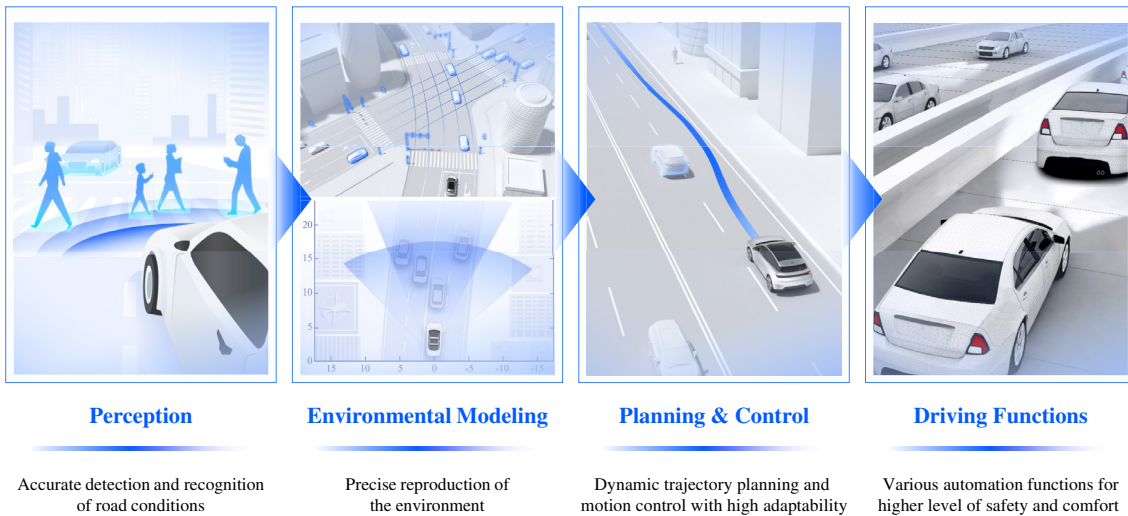 20
15
10
5
0
15
10
5
0
-5
-10
-15
Perception
Environmental Modeling
Planning & Control
Driving Functions
Accurate detection and recognition
of road conditions
Precise reproduction of
the environment
Dynamic trajectory planning and
motion control with high adaptability
Various automation functions for
higher level of safety and comfort